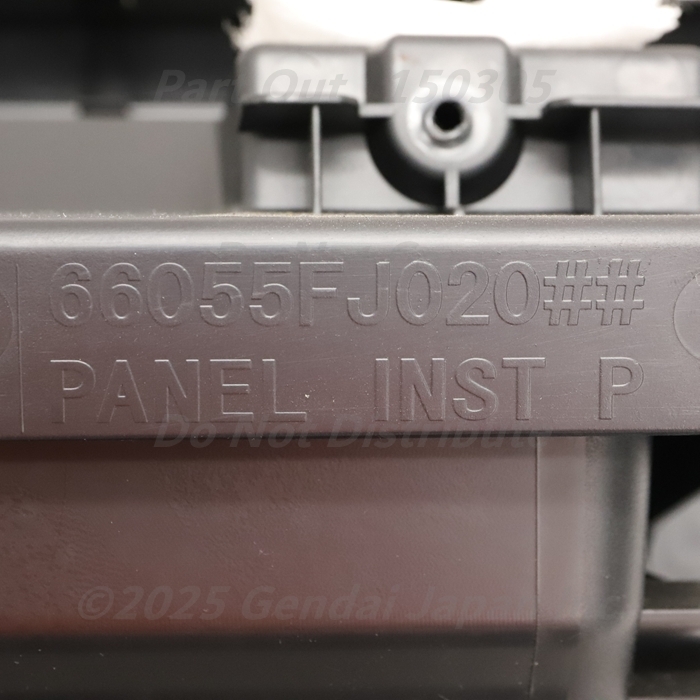 Part Out 150305
66055FJ020##
PANEL INST P
Do Not Distribute
©2025 Gendai Japan